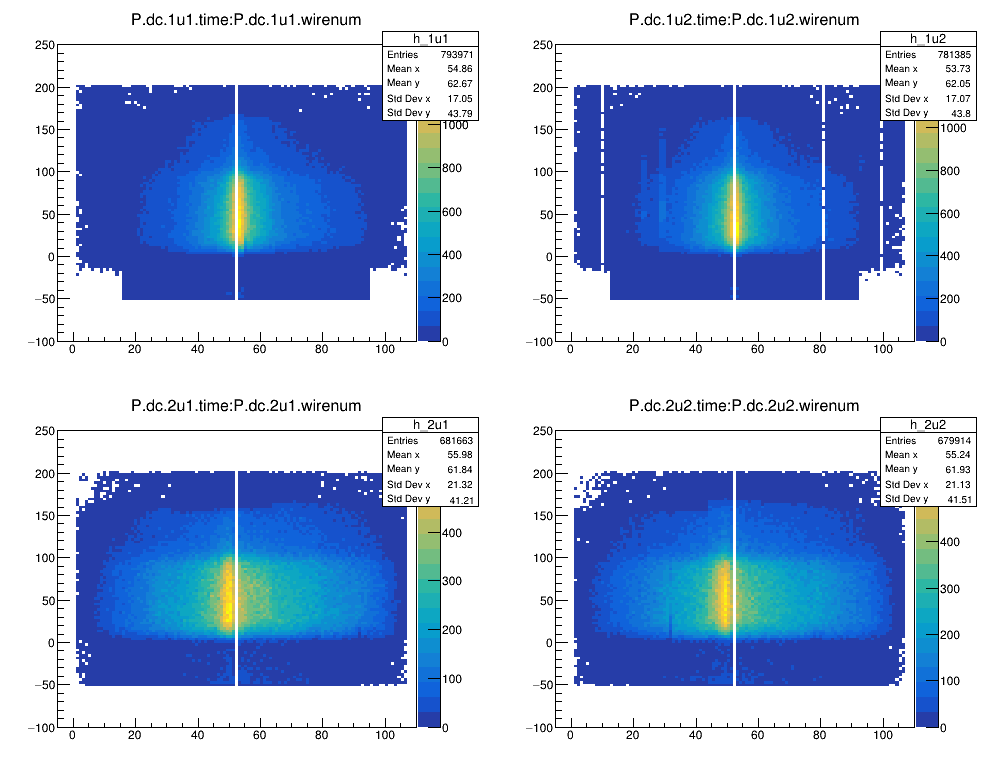 P.dc.1u1.time:P.dc.1u1.wirenum
h_1u1
Entries 793971
Mean x 54.86
Mean y 62.67
Std Dev x 17.05
Std Dev y 43.79
250
200
150
100
50
0
−50
−100
0 20 40 60 80 100
1000
800
600
400
200
0
P.dc.1u2.time:P.dc.1u2.wirenum
h_1u2
Entries 781385
Mean x 53.73
Mean y 62.05
Std Dev x 17.07
Std Dev y 43.8
250
200
150
100
50
0
−50
−100
0 20 40 60 80 100
1000
800
600
400
200
0
P.dc.2u1.time:P.dc.2u1.wirenum
h_2u1
Entries 681663
Mean x 55.98
Mean y 61.84
Std Dev x 21.32
Std Dev y 41.21
250
200
150
100
50
0
−50
−100
0 20 40 60 80 100
400
300
200
100
0
P.dc.2u2.time:P.dc.2u2.wirenum
h_2u2
Entries 679914
Mean x 55.24
Mean y 61.93
Std Dev x 21.13
Std Dev y 41.51
250
200
150
100
50
0
−50
−100
0 20 40 60 80 100
400
300
200
100
0